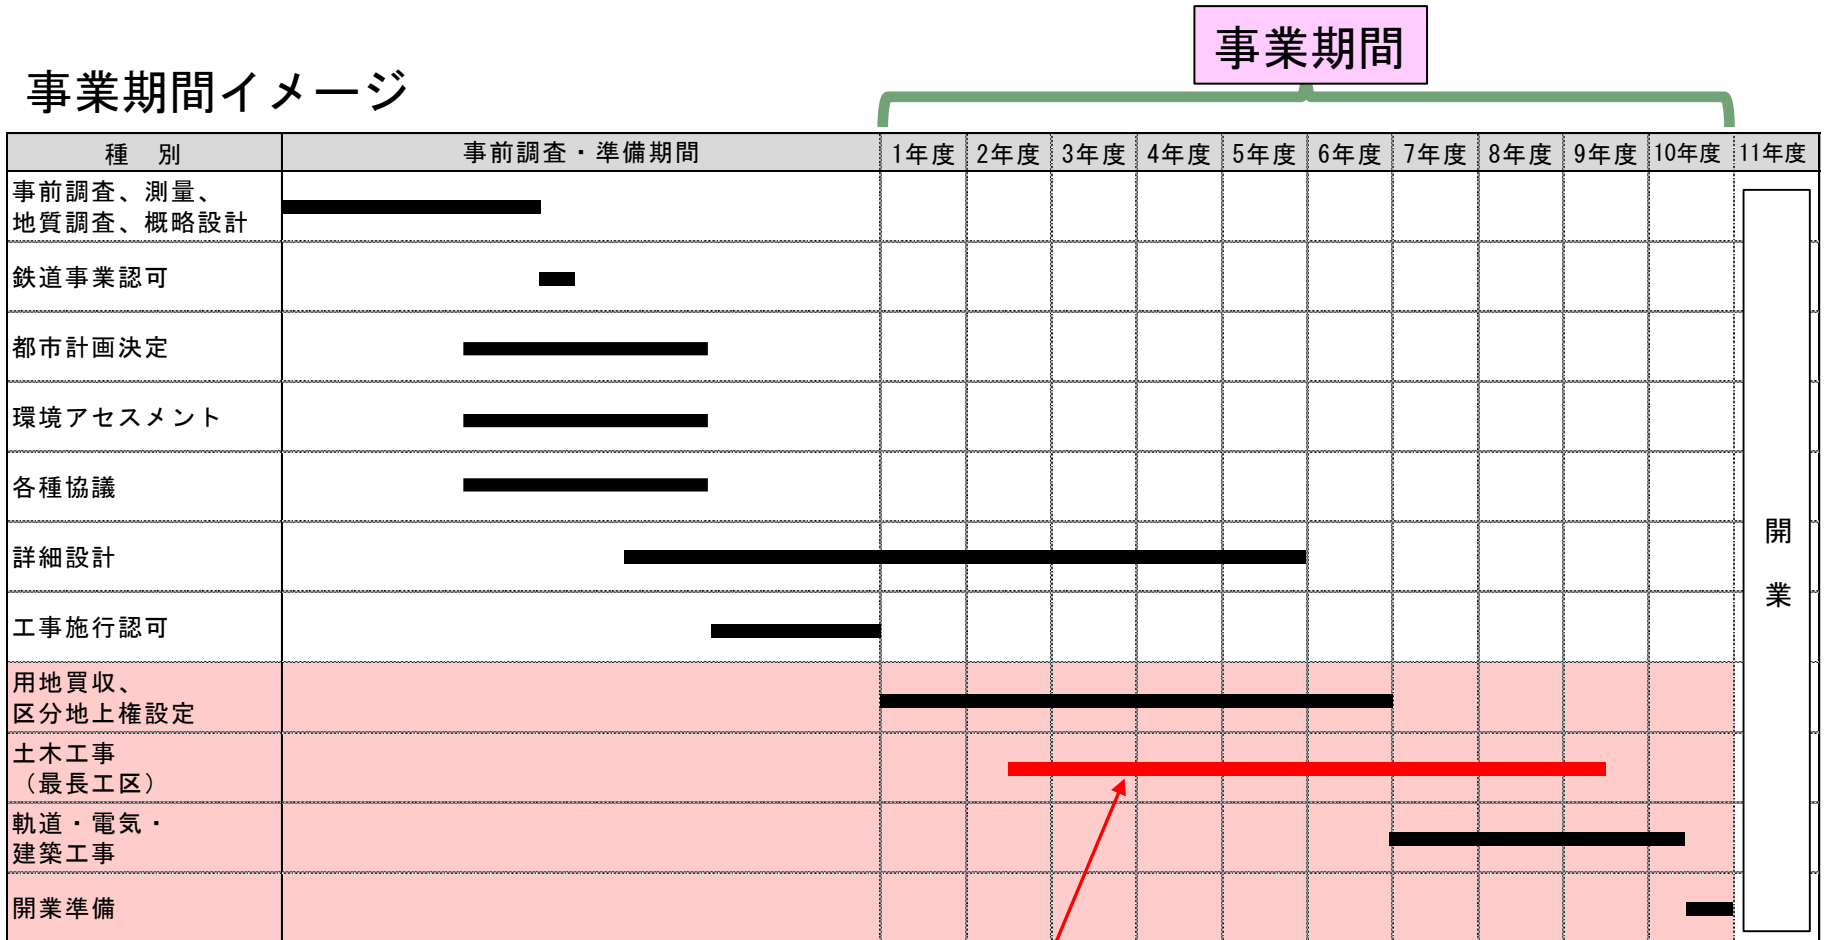 事業期間
事業期間イメージ
種　別
事前調査・準備期間
1年度
2年度
3年度
4年度
5年度
6年度
7年度
8年度
9年度
10年度
11年度
事前調査、測量、
地質調査、概略設計
鉄道事業認可
都市計画決定
環境アセスメント
各種協議
詳細設計
工事施行認可
用地買収、
区分地上権設定
土木工事
（最長工区）
軌道・電気・
建築工事
開業準備
開業